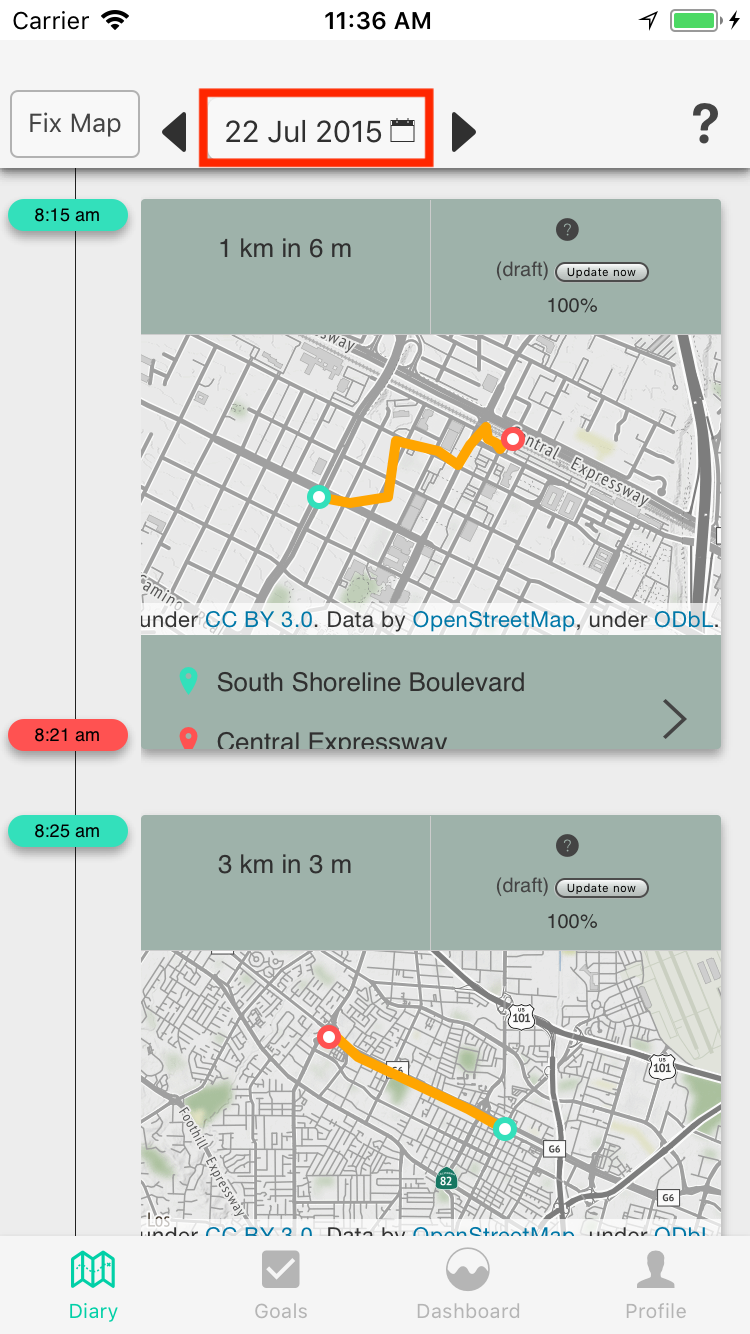 Carrier 11:36 AM
Fix Map 22 Jul 2015 ?
8:15 am
1 km in 6 m
?
(draft) Update now
100%
way
Central Expressway
Camino Re
under CC BY 3.0. Data by OpenStreetMap, under ODbL.
South Shoreline Boulevard
8:21 am
Central Expressway
8:25 am
3 km in 3 m
?
(draft) Update now
100%
US
101
US
101
G6
Foothill Expressway
G6
82
G6
Los
under CC BY 3.0. Data by OpenStreetMap, under ODbL.
Diary Goals Dashboard Profile